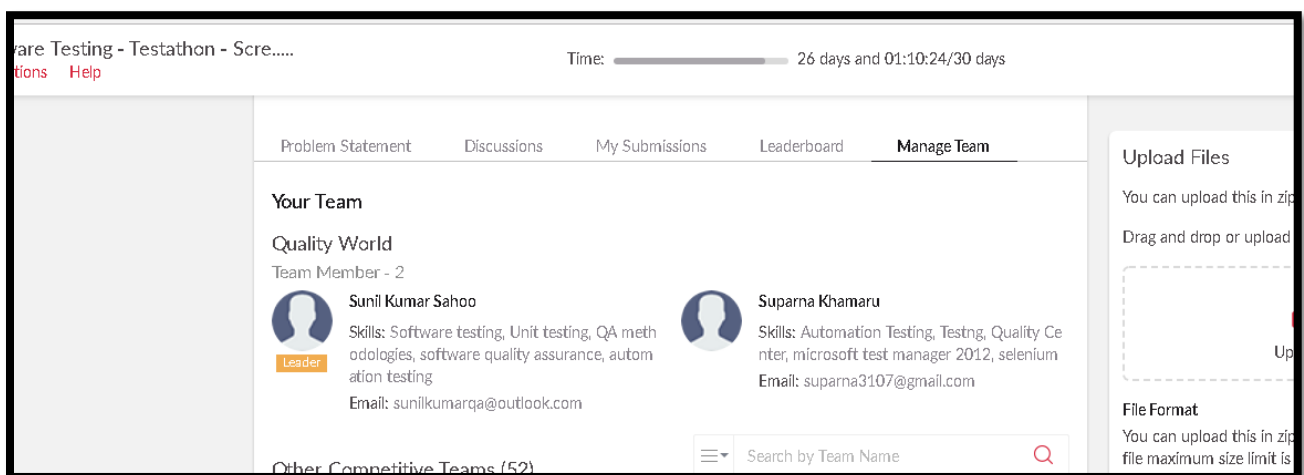 ware Testing - Testathon - Scre.....
tions Help
Time: 26 days and 01:10:24/30 days
Problem Statement Discussions My Submissions Leaderboard Manage Team
Your Team
Quality World
Team Member - 2
Sunil Kumar Sahoo
Skills: Software testing, Unit testing, QA meth
odologies, software quality assurance, autom
ation testing
Email: sunilkumarqa@outlook.com
Leader
Suparna Khamaru
Skills: Automation Testing, Testng, Quality Ce
nter, microsoft test manager 2012, selenium
Email: suparna3107@gmail.com
Other Competitive Teams (52)
Search by Team Name
Upload Files
You can upload this in zip
Drag and drop or upload
Up
File Format
You can upload this in zip
file maximum size limit is